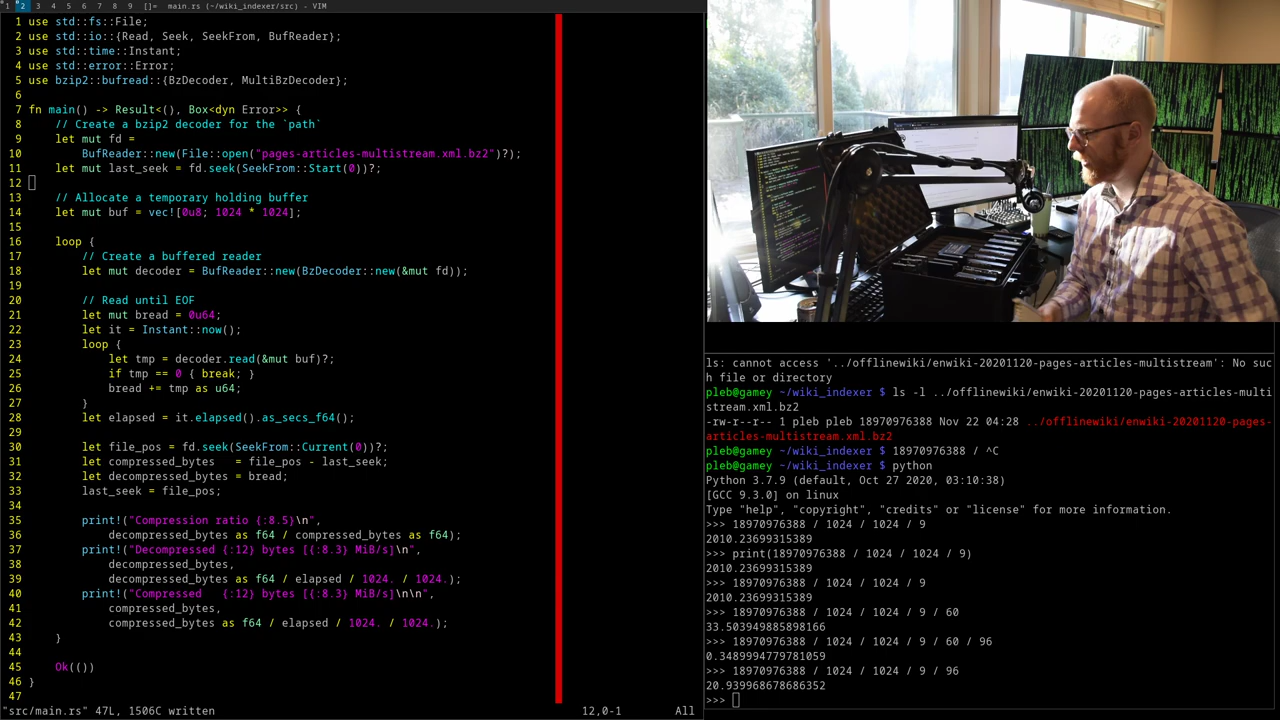 1 2 3 4 5 6 7 8 9 []= main.rs (~/wiki_indexer/src) - VIM
1 use std::fs::File;
2 use std::io::{Read, Seek, SeekFrom, BufReader};
3 use std::time::Instant;
4 use std::error::Error;
5 use bzip2::bufread::{BzDecoder, MultiBzDecoder};
6
7 fn main() -> Result<(), Box<dyn Error>> {
8     // Create a bzip2 decoder for the `path`
9     let mut fd =
10         BufReader::new(File::open("pages-articles-multistream.xml.bz2")?);
11     let mut last_seek = fd.seek(SeekFrom::Start(0))?;
12
13     // Allocate a temporary holding buffer
14     let mut buf = vec![0u8; 1024 * 1024];
15
16     loop {
17         // Create a buffered reader
18         let mut decoder = BufReader::new(BzDecoder::new(&mut fd));
19
20         // Read until EOF
21         let mut bread = 0u64;
22         let it = Instant::now();
23         loop {
24             let tmp = decoder.read(&mut buf)?;
25             if tmp == 0 { break; }
26             bread += tmp as u64;
27         }
28         let elapsed = it.elapsed().as_secs_f64();
29
30         let file_pos = fd.seek(SeekFrom::Current(0))?;
31         let compressed_bytes   = file_pos - last_seek;
32         let decompressed_bytes = bread;
33         last_seek = file_pos;
34
35         print!("Compression ratio {:8.5}\n",
36             decompressed_bytes as f64 / compressed_bytes as f64);
37         print!("Decompressed {:12} bytes [{:8.3} MiB/s]\n",
38             decompressed_bytes,
39             decompressed_bytes as f64 / elapsed / 1024. / 1024.);
40         print!("Compressed   {:12} bytes [{:8.3} MiB/s]\n\n",
41             compressed_bytes,
42             compressed_bytes as f64 / elapsed / 1024. / 1024.);
43     }
44
45     Ok(())
46 }
47
"src/main.rs" 47L, 1506C written 12,0-1 All
ls: cannot access '../offlinewiki/enwiki-20201120-pages-articles-multistream': No suc
h file or directory
pleb@gamey ~/wiki_indexer $ ls -l ../offlinewiki/enwiki-20201120-pages-articles-multi
stream.xml.bz2
-rw-r--r-- 1 pleb pleb 18970976388 Nov 22 04:28 ../offlinewiki/enwiki-20201120-pages-
articles-multistream.xml.bz2
pleb@gamey ~/wiki_indexer $ 18970976388 / ^C
pleb@gamey ~/wiki_indexer $ python
Python 3.7.9 (default, Oct 27 2020, 03:10:38)
[GCC 9.3.0] on linux
Type "help", "copyright", "credits" or "license" for more information.
>>> 18970976388 / 1024 / 1024 / 9
2010.23699315389
>>> print(18970976388 / 1024 / 1024 / 9)
2010.23699315389
>>> 18970976388 / 1024 / 1024 / 9
2010.23699315389
>>> 18970976388 / 1024 / 1024 / 9 / 60
33.503949885898166
>>> 18970976388 / 1024 / 1024 / 9 / 60 / 96
0.3489994779781059
>>> 18970976388 / 1024 / 1024 / 9 / 96
20.939968678686352
>>>